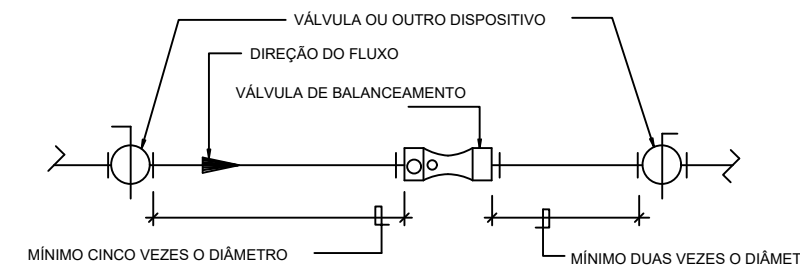 VÁLVULA OU OUTRO DISPOSITIVO
DIREÇÃO DO FLUXO
VÁLVULA DE BALANCEAMENTO
MÍNIMO CINCO VEZES O DIÂMETRO
MÍNIMO DUAS VEZES O DIÂMET